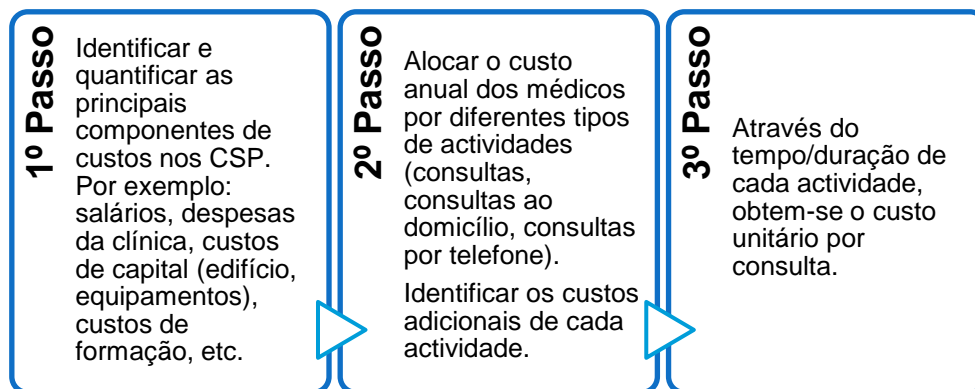 1º Passo
Identificar e
quantificar as
principais
componentes de
custos nos CSP.
Por exemplo:
salários, despesas
da clínica, custos
de capital (edifício,
equipamentos),
custos de
formação, etc.
2º Passo
Alocar o custo
anual dos médicos
por diferentes tipos
de actividades
(consultas,
consultas ao
domicílio, consultas
por telefone).
Identificar os custos
adicionais de cada
actividade.
3º Passo
Através do
tempo/duração de
cada actividade,
obtem-se o custo
unitário por
consulta.